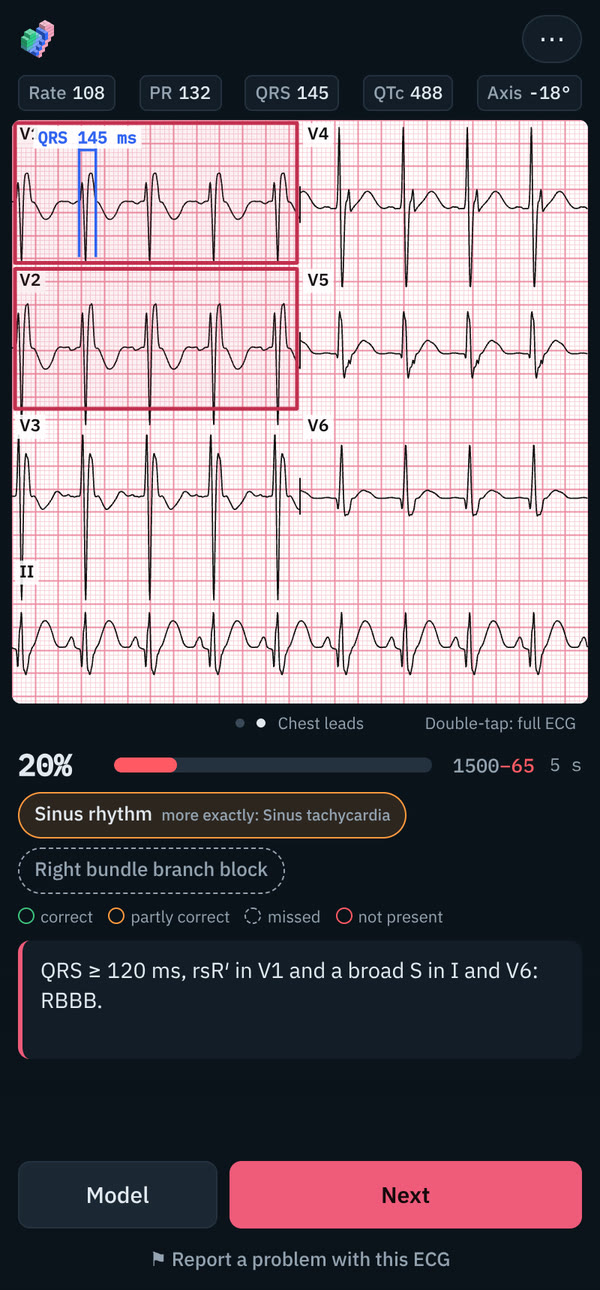 Rate 108 PR 132 QRS 145 QTc 488 Axis -18°
QRS 145 ms V4
V2 V5
V3 V6
II
Chest leads Double-tap: full ECG
20% 1500-65 5 s
Sinus rhythm more exactly: Sinus tachycardia
Right bundle branch block
correct partly correct missed not present
QRS ≥ 120 ms, rsR′ in V1 and a broad S in I and V6:
RBBB.
Model Next
Report a problem with this ECG